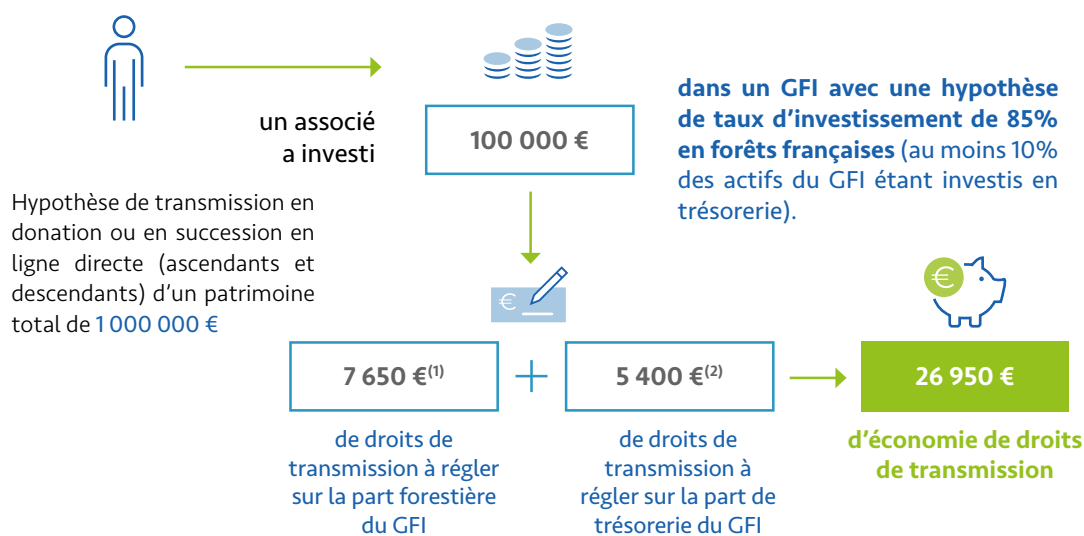 un associé
a investi
100 000 €
dans un GFI avec une hypothèse
de taux d'investissement de 85%
en forêts françaises (au moins 10%
des actifs du GFI étant investis en
trésorerie).
Hypothèse de transmission en
donation ou en succession en
ligne directe (ascendants et
descendants) d'un patrimoine
total de 1 000 000 €
€
€
7 650 €(1)
+
5 400 €(2)
26 950 €
de droits de
transmission à régler
sur la part forestière
du GFI
de droits de
transmission à
régler sur la part de
trésorerie du GFI
d'économie de droits
de transmission